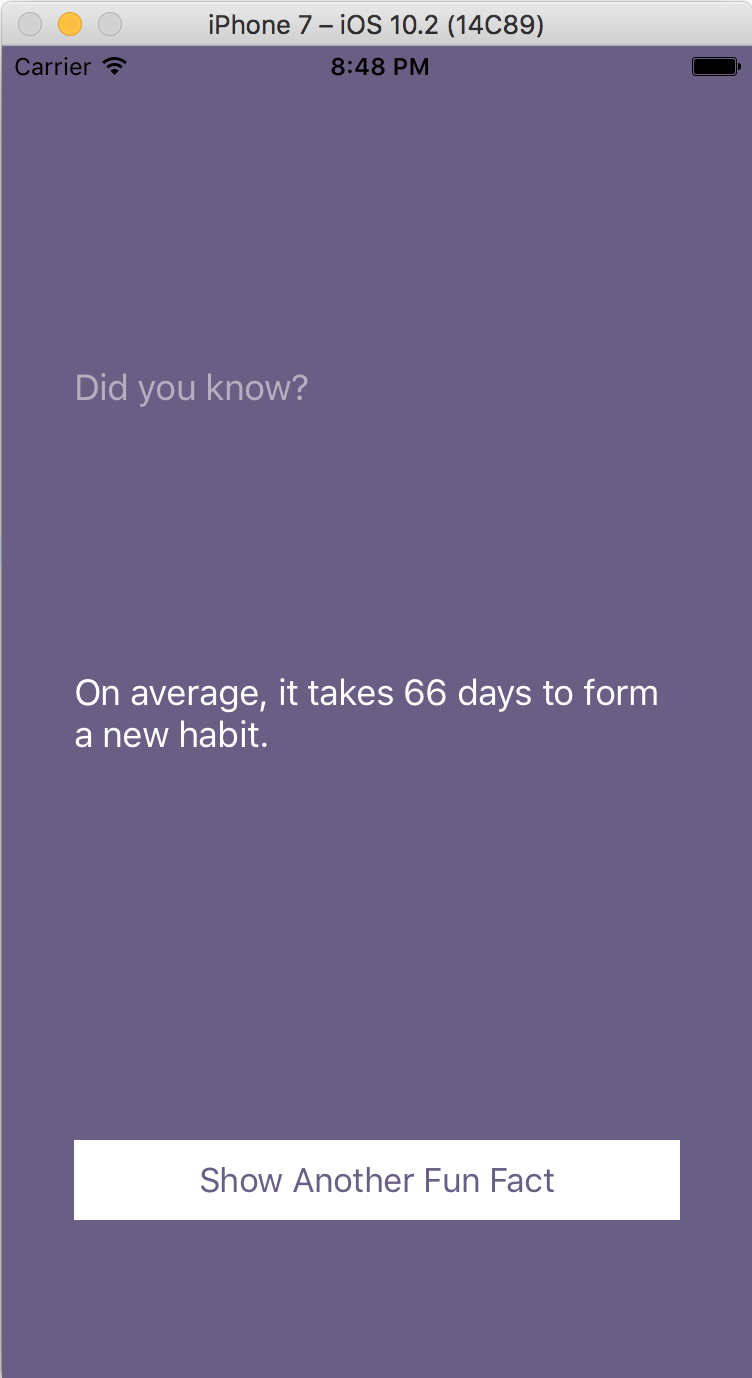 iPhone 7 – iOS 10.2 (14C89)
Carrier 8:48 PM
Did you know?
On average, it takes 66 days to form
a new habit.
Show Another Fun Fact